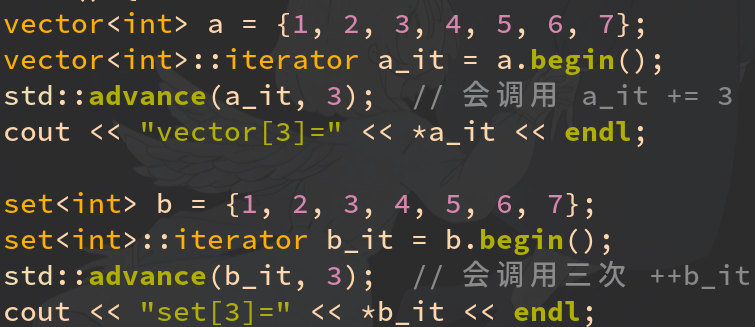 vector<int> a = {1, 2, 3, 4, 5, 6, 7};
vector<int>::iterator a_it = a.begin();
std::advance(a_it, 3);  // 会调用 a_it += 3
cout << "vector[3]=" << *a_it << endl;

set<int> b = {1, 2, 3, 4, 5, 6, 7};
set<int>::iterator b_it = b.begin();
std::advance(b_it, 3);  // 会调用三次 ++b_it
cout << "set[3]=" << *b_it << endl;